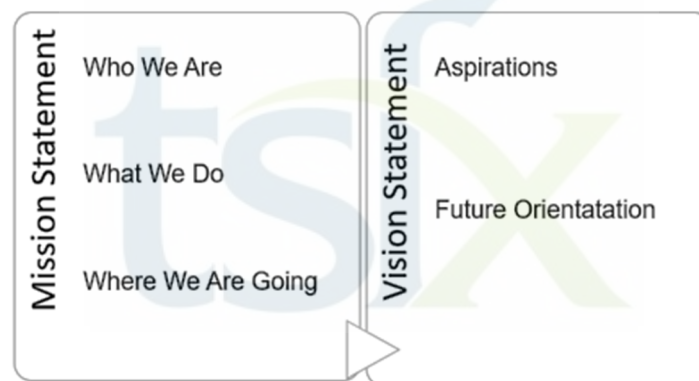 Mission Statement
Who We Are
What We Do
Where We Are Going
Vision Statement
Aspirations
Future Orientatation